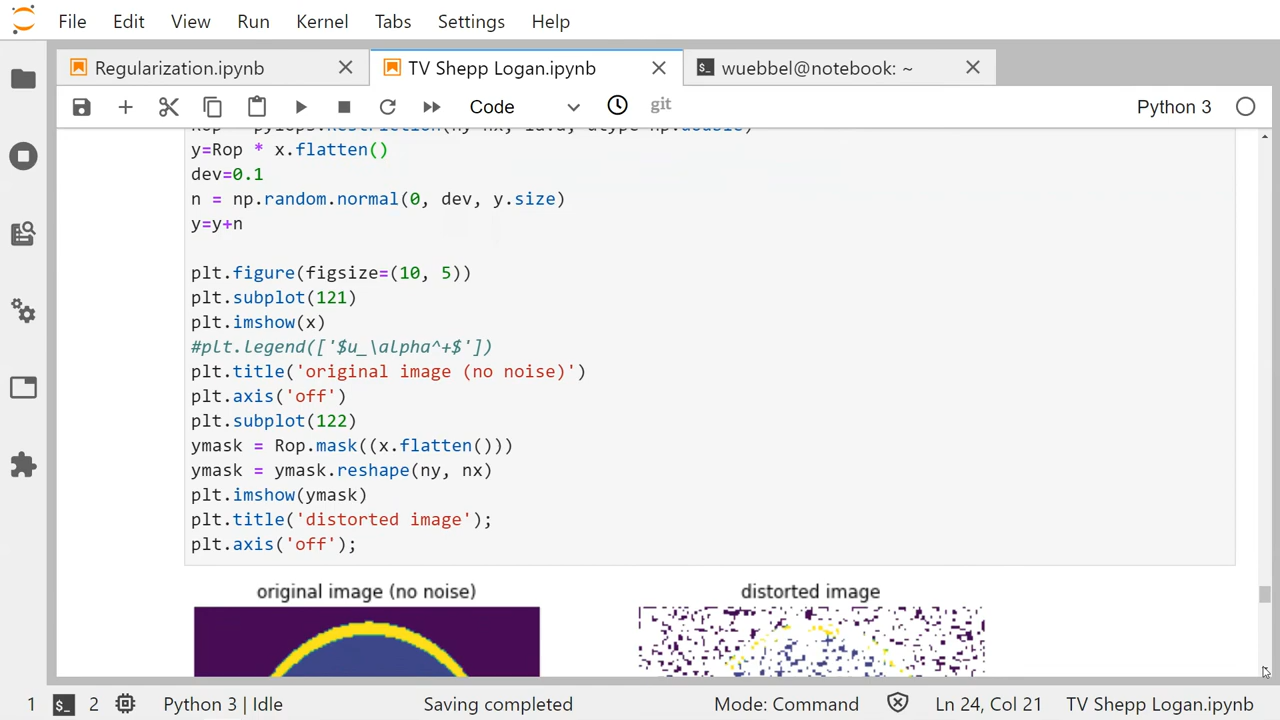 File Edit View Run Kernel Tabs Settings Help
Regularization.ipynb TV Shepp Logan.ipynb wuebbel@notebook: ~
Code git Python 3
y=Rop * x.flatten()
dev=0.1
n = np.random.normal(0, dev, y.size)
y=y+n
plt.figure(figsize=(10, 5))
plt.subplot(121)
plt.imshow(x)
#plt.legend(['$u_\alpha^+$'])
plt.title('original image (no noise)')
plt.axis('off')
plt.subplot(122)
ymask = Rop.mask((x.flatten()))
ymask = ymask.reshape(ny, nx)
plt.imshow(ymask)
plt.title('distorted image');
plt.axis('off');
original image (no noise) distorted image
1 $_ 2 Python 3 | Idle Saving completed Mode: Command Ln 24, Col 21 TV Shepp Logan.ipynb